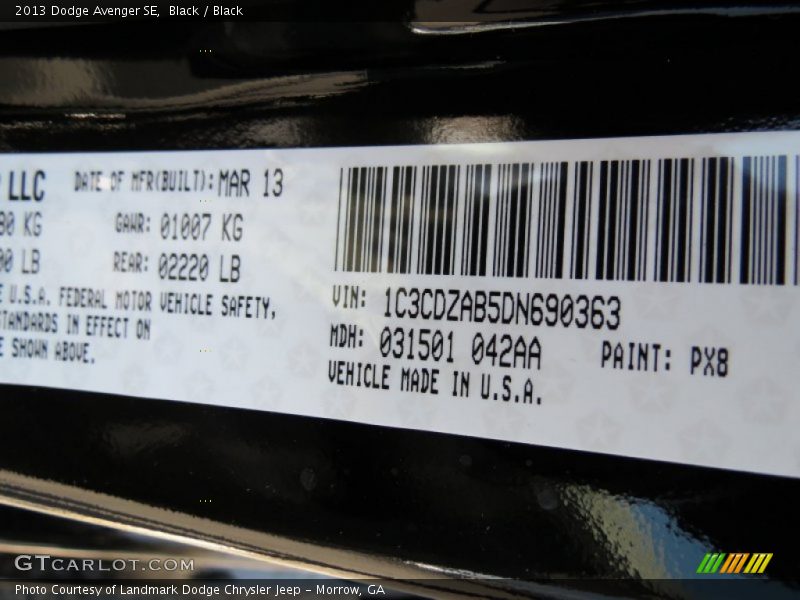 2013 Dodge Avenger SE,  Black / Black
LLC DATE OF MFR(BUILT): MAR 13
KG GAWR: 01007 KG
LB REAR: 02220 LB
U.S.A. FEDERAL MOTOR VEHICLE SAFETY,
STANDARDS IN EFFECT ON
SHOWN ABOVE.
VIN: 1C3CDZAB5DN690363
MDH: 031501 042AA PAINT: PX8
VEHICLE MADE IN U.S.A.
GTCARLOT.COM
Photo Courtesy of Landmark Dodge Chrysler Jeep – Morrow, GA